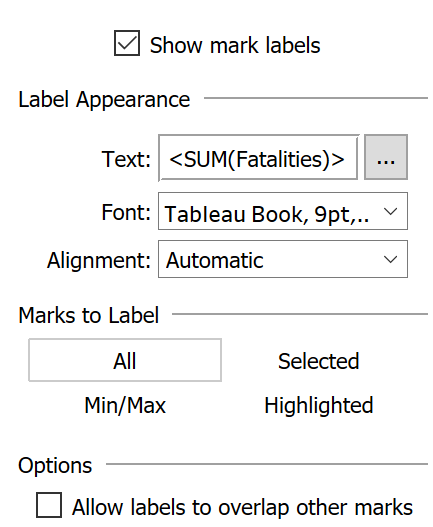 Show mark labels
Label Appearance
Text: <SUM(Fatalities)> ...
Font: Tableau Book, 9pt,..
Alignment: Automatic
Marks to Label
All Selected
Min/Max Highlighted
Options
Allow labels to overlap other marks